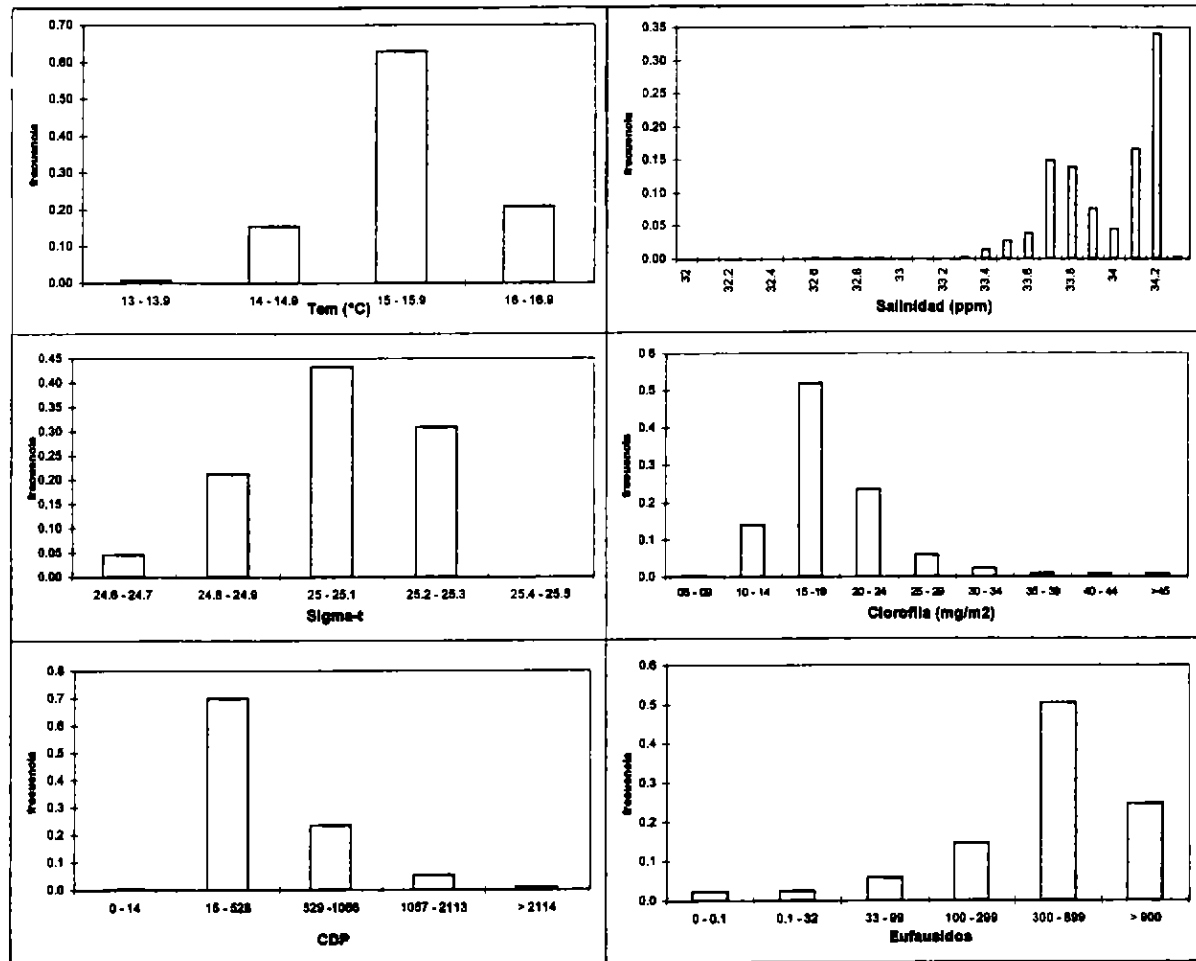 0.70
0.60
0.50
0.40
0.30
0.20
0.10
0.00
frecuencia
13 - 13.9
14 - 14.9
15 - 15.9
16 - 16.9
Tem (°C)
0.35
0.30
0.25
0.20
0.15
0.10
0.05
0.00
frecuencia
32
32.2
32.4
32.6
32.8
33
33.2
33.4
33.6
33.8
34
34.2
Salinidad (ppm)
0.45
0.40
0.35
0.30
0.25
0.20
0.15
0.10
0.05
0.00
frecuencia
24.6 - 24.7
24.8 - 24.9
25 - 25.1
25.2 - 25.3
25.4 - 25.5
Sigma-t
0.6
0.5
0.4
0.3
0.2
0.1
0.0
frecuencia
05 - 09
10 - 14
15 - 19
20 - 24
25 - 29
30 - 34
35 - 39
40 - 44
>45
Clorofila (mg/m2)
0.8
0.7
0.6
0.5
0.4
0.3
0.2
0.1
0.0
frecuencia
0 - 14
15 - 528
529 - 1066
1067 - 2113
> 2114
CDP
0.6
0.5
0.4
0.3
0.2
0.1
0.0
frecuencia
0 - 0.1
0.1 - 32
33 - 99
100 - 299
300 - 899
> 900
Eufausidos